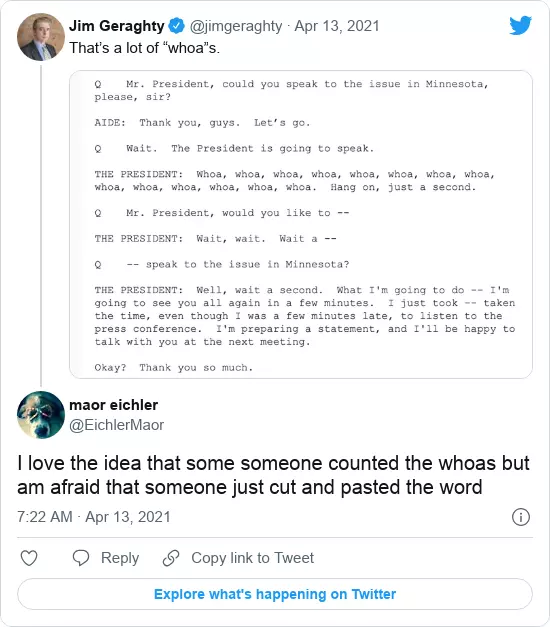 Jim Geraghty @jimgeraghty · Apr 13, 2021
That's a lot of “whoa”s.
Q Mr. President, could you speak to the issue in Minnesota,
please, sir?
AIDE: Thank you, guys. Let's go.
Q Wait. The President is going to speak.
THE PRESIDENT: Whoa, whoa, whoa, whoa, whoa, whoa, whoa, whoa,
whoa, whoa, whoa, whoa, whoa, whoa. Hang on, just a second.
Q Mr. President, would you like to --
THE PRESIDENT: Wait, wait. Wait a --
Q -- speak to the issue in Minnesota?
THE PRESIDENT: Well, wait a second. What I'm going to do -- I'm
going to see you all again in a few minutes. I just took -- taken
the time, even though I was a few minutes late, to listen to the
press conference. I'm preparing a statement, and I'll be happy to
talk with you at the next meeting.
Okay? Thank you so much.
maor eichler
@EichlerMaor
I love the idea that some someone counted the whoas but
am afraid that someone just cut and pasted the word
7:22 AM · Apr 13, 2021
Reply Copy link to Tweet
Explore what's happening on Twitter